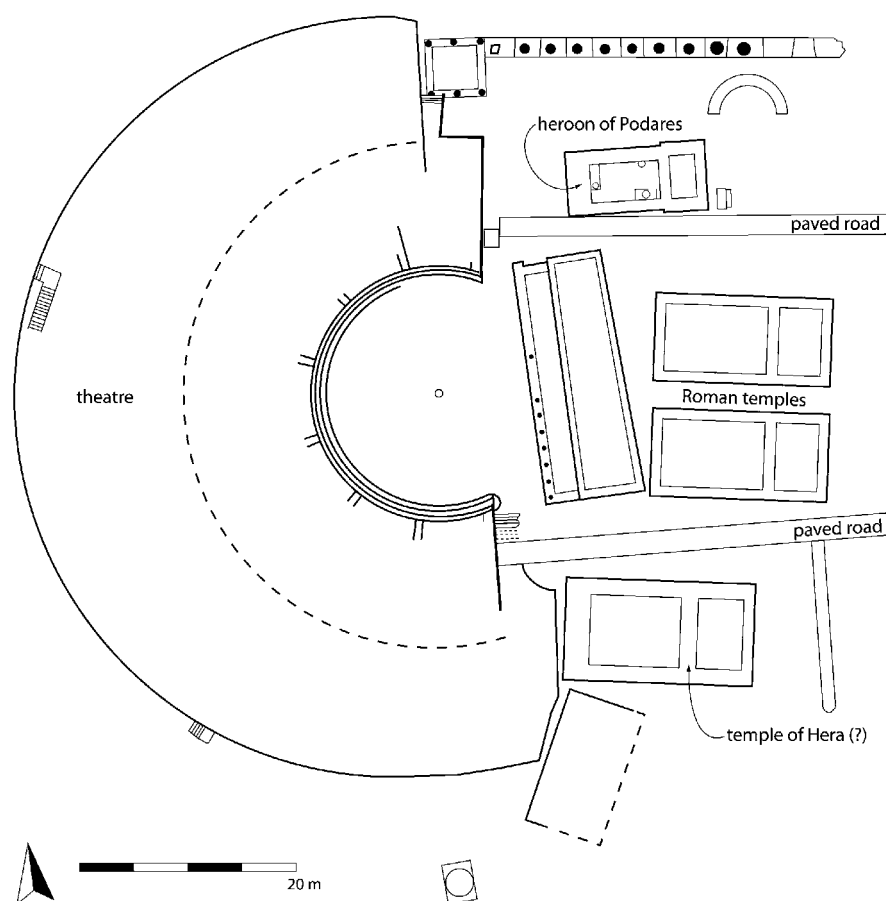 heroon of Podares
paved road
theatre
Roman temples
paved road
temple of Hera (?)
20 m